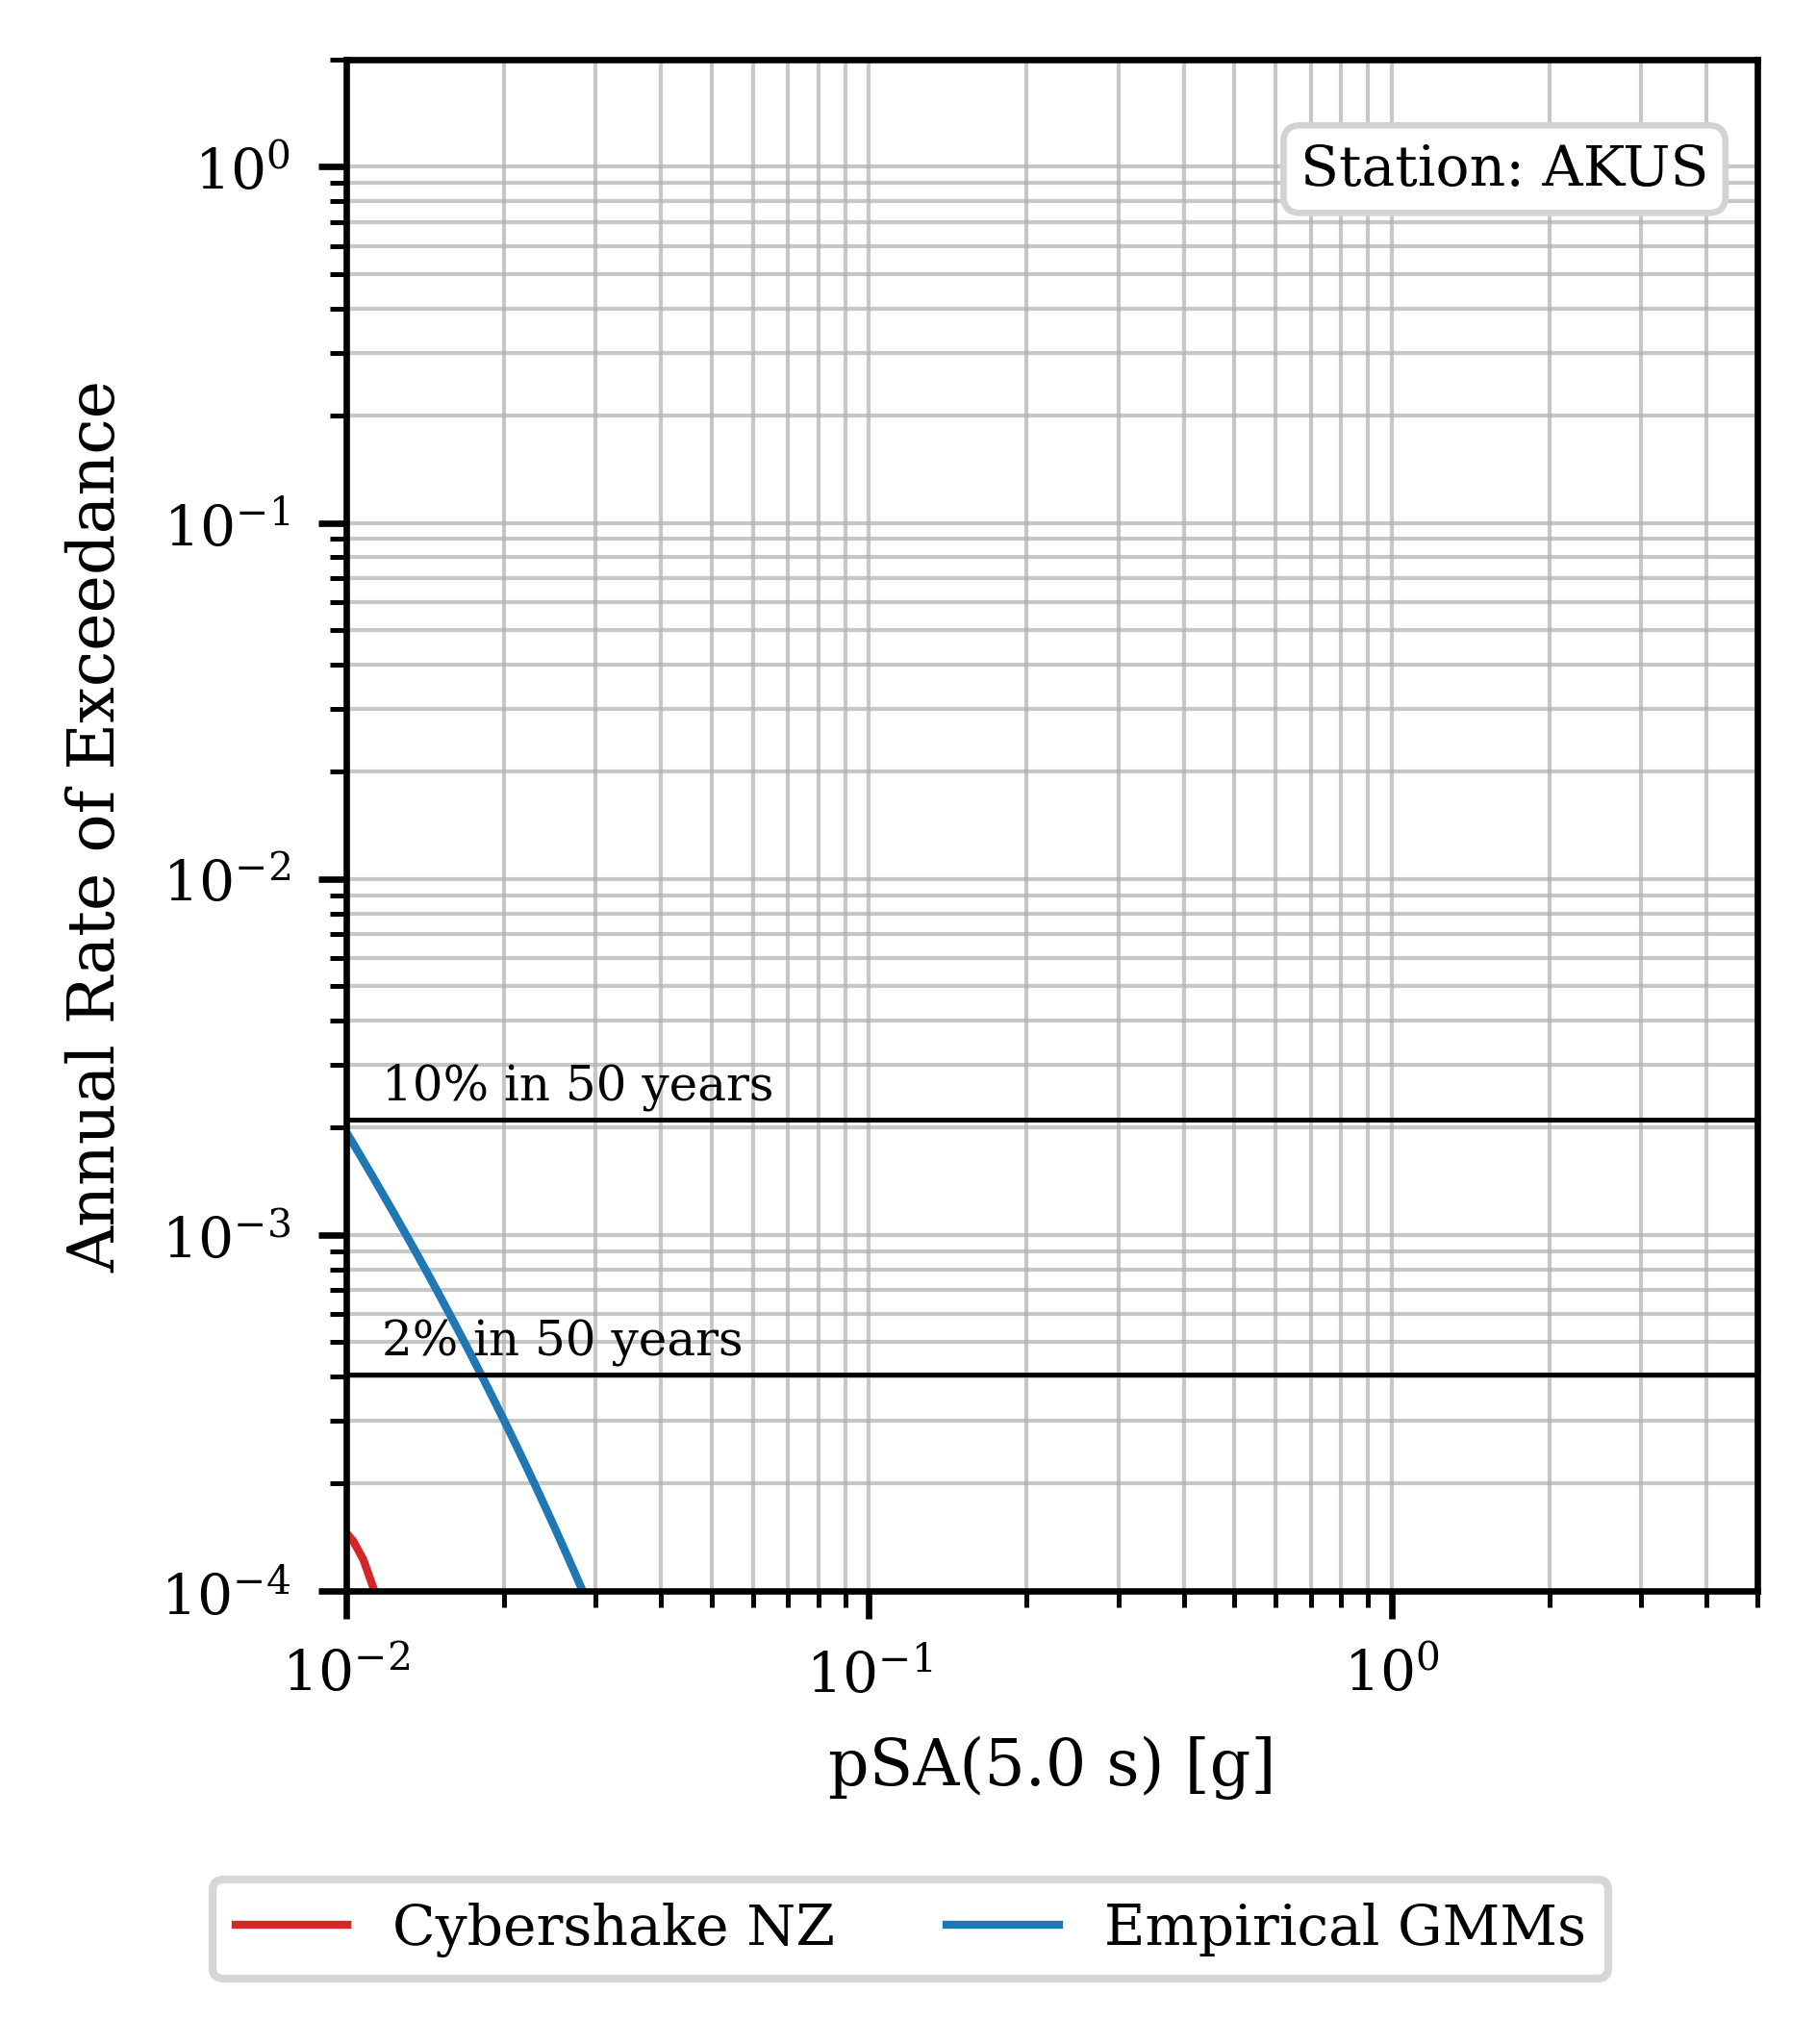 Station: AKUS
Annual Rate of Exceedance
10⁰
10⁻¹
10⁻²
10⁻³
10⁻⁴
10% in 50 years
2% in 50 years
10⁻² 10⁻¹ 10⁰
pSA(5.0 s) [g]
Cybershake NZ Empirical GMMs